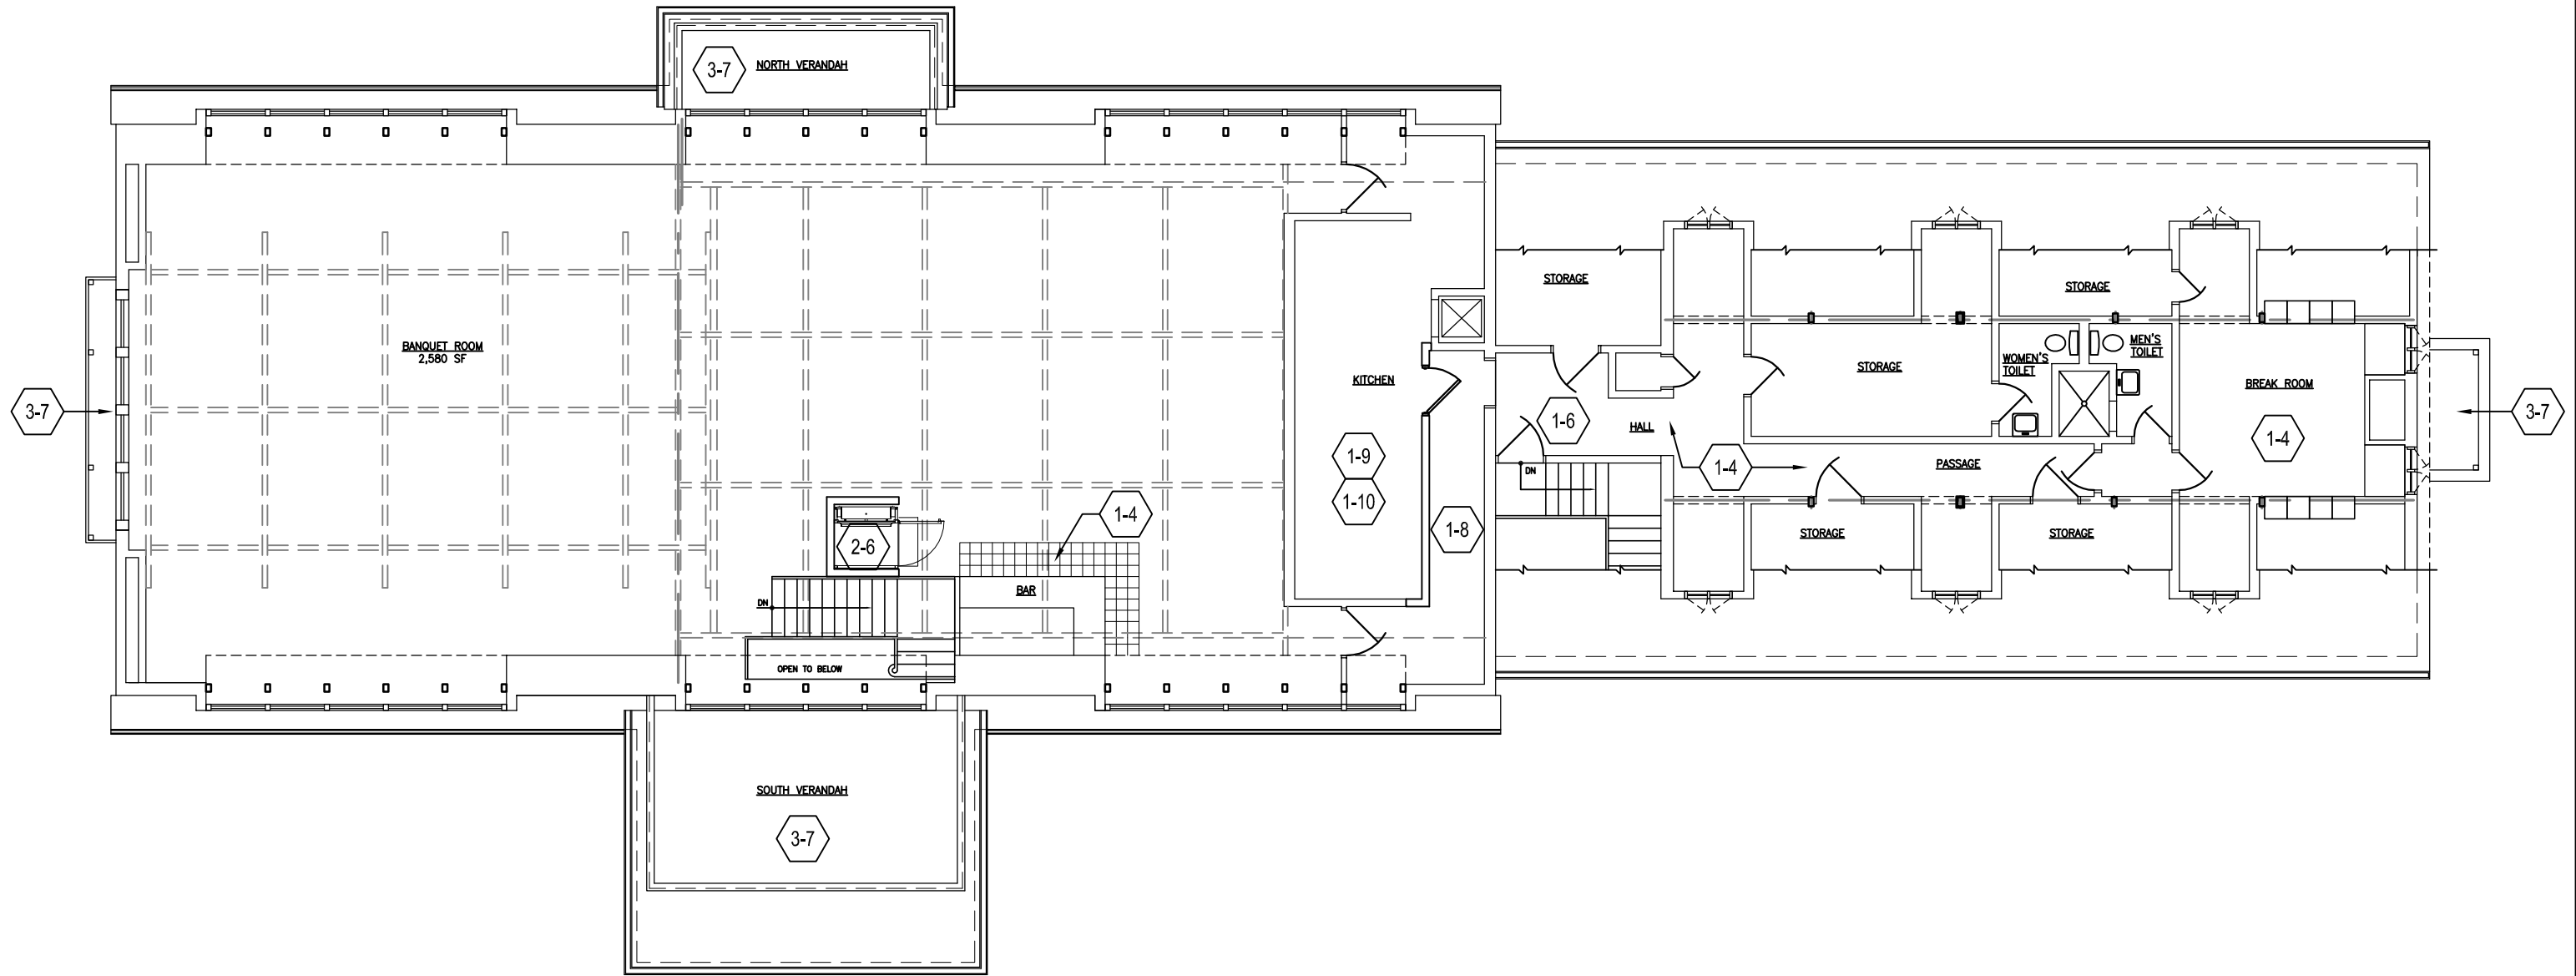 3-7
NORTH VERANDAH
STORAGE
STORAGE
BANQUET ROOM
2,580 SF
WOMEN'S
TOILET
MEN'S
TOILET
KITCHEN
STORAGE
BREAK ROOM
3-7
3-7
1-6
HALL
1-4
1-9
1-4
PASSAGE
DN
1-10
1-4
1-8
STORAGE
STORAGE
2-6
BAR
DN
OPEN TO BELOW
SOUTH VERANDAH
3-7